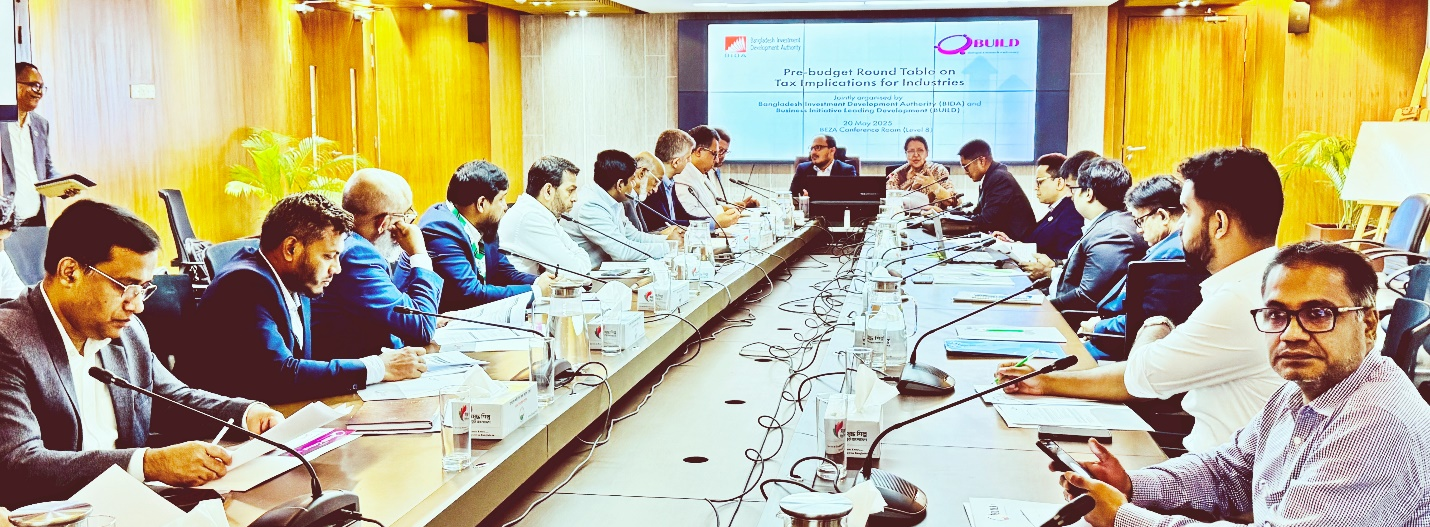 Bangladesh Investment
Development Authority
BIDA
BUILD
Pre-budget Round Table on
Tax Implications for Industries
Jointly organised by
Bangladesh Investment Development Authority (BIDA) and
Business Initiative Leading Development (BUILD)
20 May 2025
BEZA Conference Room (Level 8)